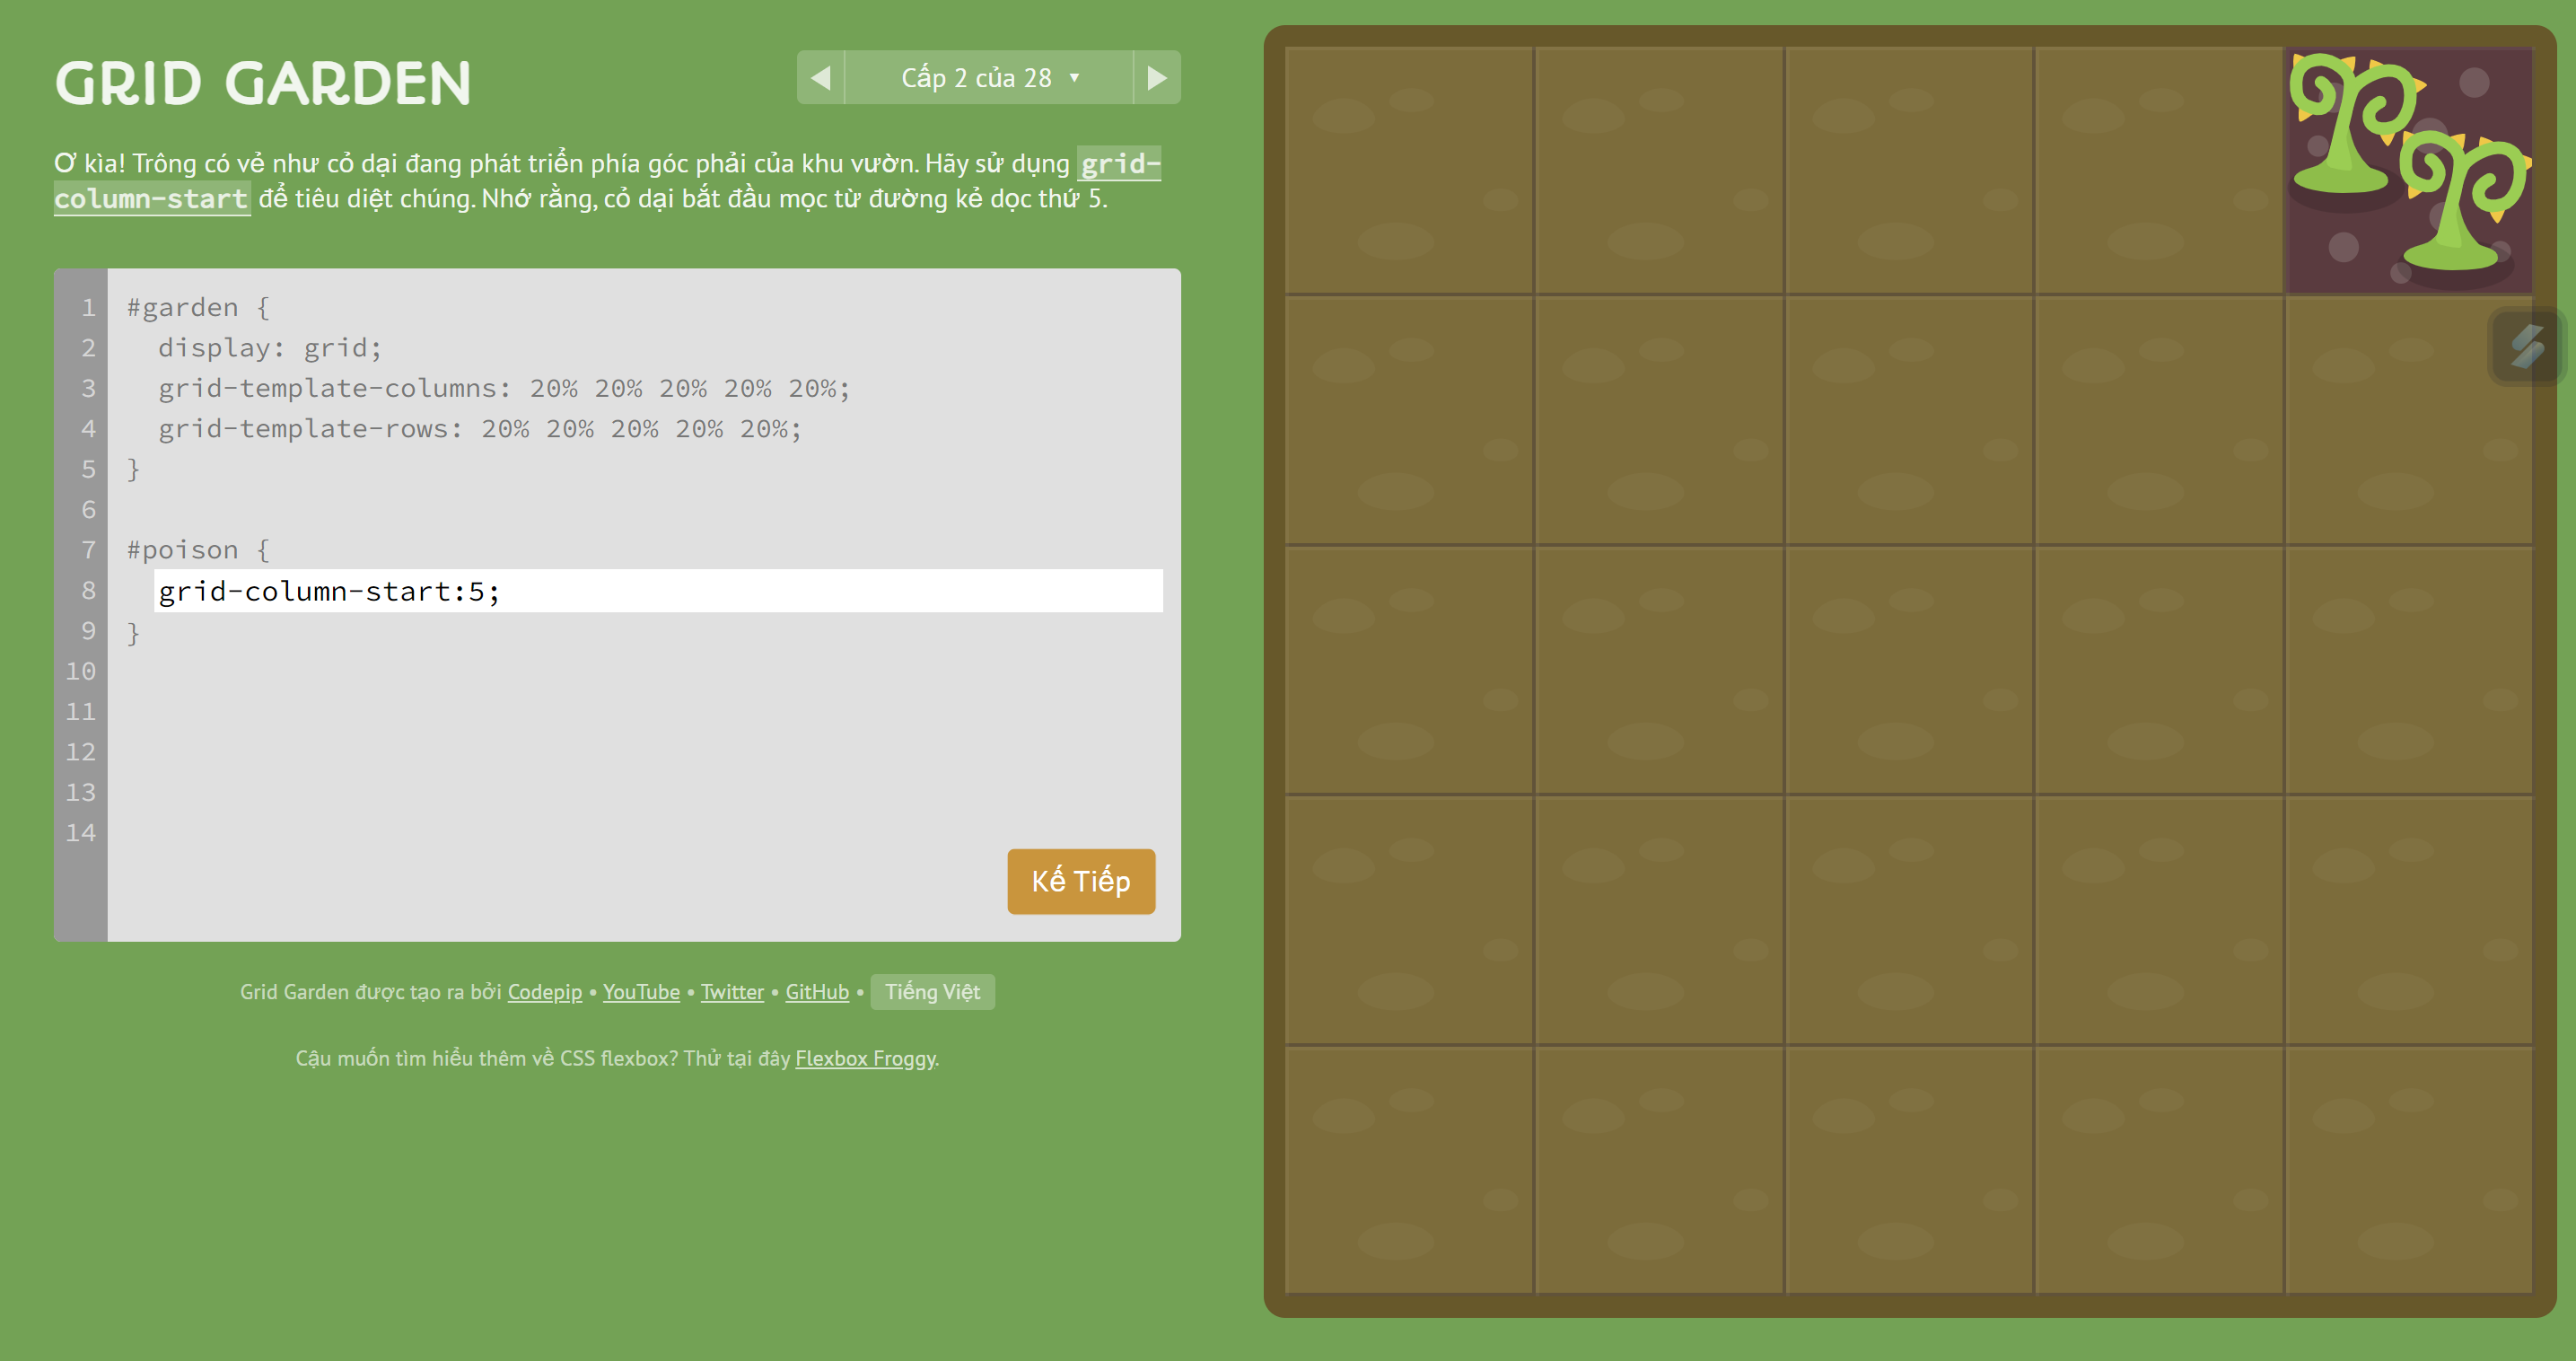 GRID GARDEN
◀ Cấp 2 của 28 ▼ ▶
Ơ kìa! Trông có vẻ như cỏ dại đang phát triển phía góc phải của khu vườn. Hãy sử dụng grid-
column-start để tiêu diệt chúng. Nhớ rằng, cỏ dại bắt đầu mọc từ đường kẻ dọc thứ 5.
1 #garden {
2 display: grid;
3 grid-template-columns: 20% 20% 20% 20% 20%;
4 grid-template-rows: 20% 20% 20% 20% 20%;
5 }
6
7 #poison {
8 grid-column-start:5;
9 }
10
11
12
13
14
Kế Tiếp
Grid Garden được tạo ra bởi Codepip • YouTube • Twitter • GitHub • Tiếng Việt
Cậu muốn tìm hiểu thêm về CSS flexbox? Thử tại đây Flexbox Froggy.